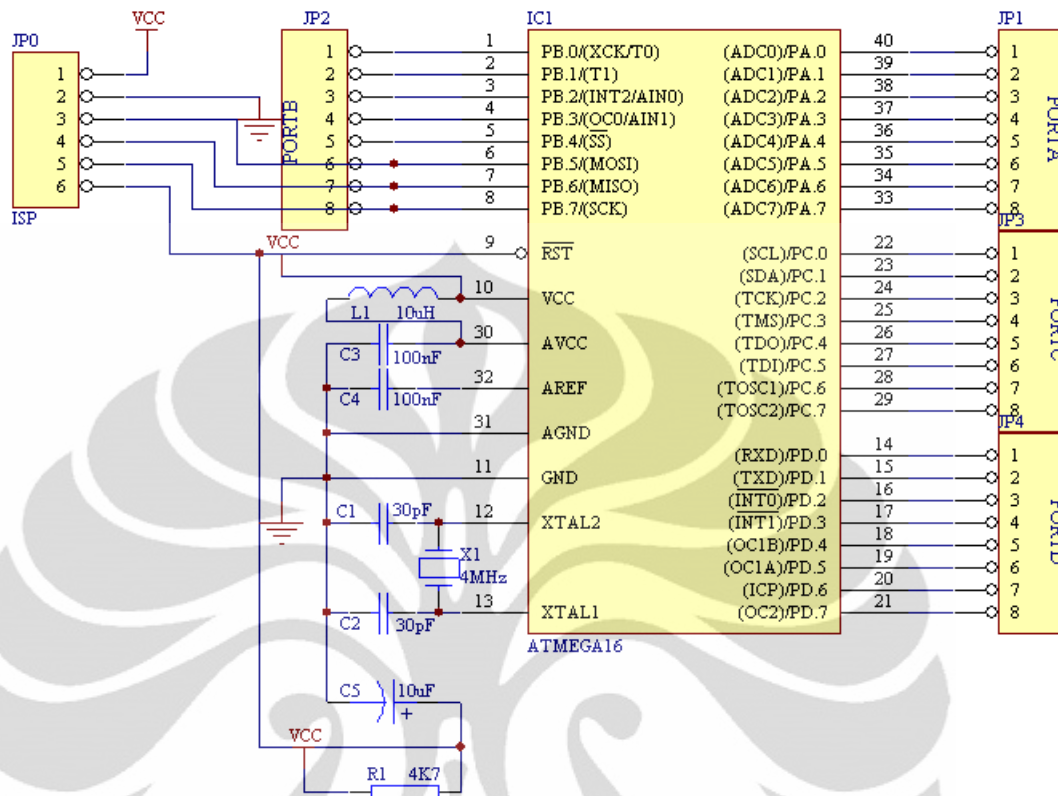 VCC
JP0
1
2
3
4
5
6
ISP
JP2
PORTB
1
2
3
4
5
6
7
8
IC1
1 PB.0/(XCK/T0)
2 PB.1/(T1)
3 PB.2/(INT2/AIN0)
4 PB.3/(OC0/AIN1)
5 PB.4/(SS)
6 PB.5/(MOSI)
7 PB.6/(MISO)
8 PB.7/(SCK)
9 RST
10 VCC
30 AVCC
32 AREF
31 AGND
11 GND
12 XTAL2
13 XTAL1
(ADC0)/PA.0 40
(ADC1)/PA.1 39
(ADC2)/PA.2 38
(ADC3)/PA.3 37
(ADC4)/PA.4 36
(ADC5)/PA.5 35
(ADC6)/PA.6 34
(ADC7)/PA.7 33
(SCL)/PC.0 22
(SDA)/PC.1 23
(TCK)/PC.2 24
(TMS)/PC.3 25
(TDO)/PC.4 26
(TDI)/PC.5 27
(TOSC1)/PC.6 28
(TOSC2)/PC.7 29
(RXD)/PD.0 14
(TXD)/PD.1 15
(INT0)/PD.2 16
(INT1)/PD.3 17
(OC1B)/PD.4 18
(OC1A)/PD.5 19
(ICP)/PD.6 20
(OC2)/PD.7 21
ATMEGA16
JP1
1
2
3
4
5
6
7
8
PORTA
JP3
1
2
3
4
5
6
7
8
PORTC
JP4
1
2
3
4
5
6
7
8
PORTD
VCC
L1 10uH
C3 100nF
C4 100nF
C1 30pF
X1
4MHz
C2 30pF
C5 10uF
+
VCC
R1 4K7